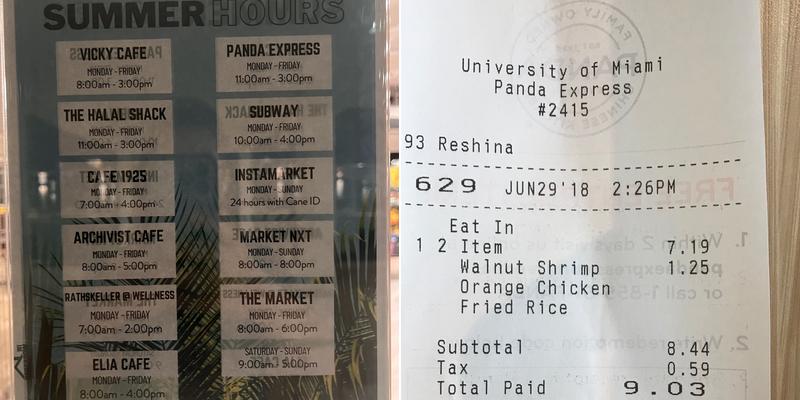 SUMMER HOURS
VICKY CAFE
MONDAY - FRIDAY
8:00am - 3:00pm
THE HALAL SHACK
MONDAY - FRIDAY
11:00am - 3:00pm
CAFE 1925
MONDAY - FRIDAY
7:00am - 4:00pm
ARCHIVIST CAFE
MONDAY - FRIDAY
8:00am - 5:00pm
RATHSKELLER @ WELLNESS
MONDAY - FRIDAY
7:00am - 2:00pm
ELIA CAFE
MONDAY - FRIDAY
8:00am - 4:00pm
PANDA EXPRESS
MONDAY - FRIDAY
11:00am - 3:00pm
SUBWAY
MONDAY - FRIDAY
10:00am - 4:00pm
INSTAMARKET
MONDAY - SUNDAY
24 hours with Cane ID
MARKET NXT
MONDAY - SUNDAY
8:00am - 8:00pm
THE MARKET
MONDAY - FRIDAY
8:00am - 6:00pm
SATURDAY - SUNDAY
9:00am - 5:00pm
University of Miami
Panda Express
#2415
93 Reshina
629 JUN29'18 2:26PM
Eat In
1 2 Item 7.19
Walnut Shrimp 1.25
Orange Chicken
Fried Rice
Subtotal 8.44
Tax 0.59
Total Paid 9.03